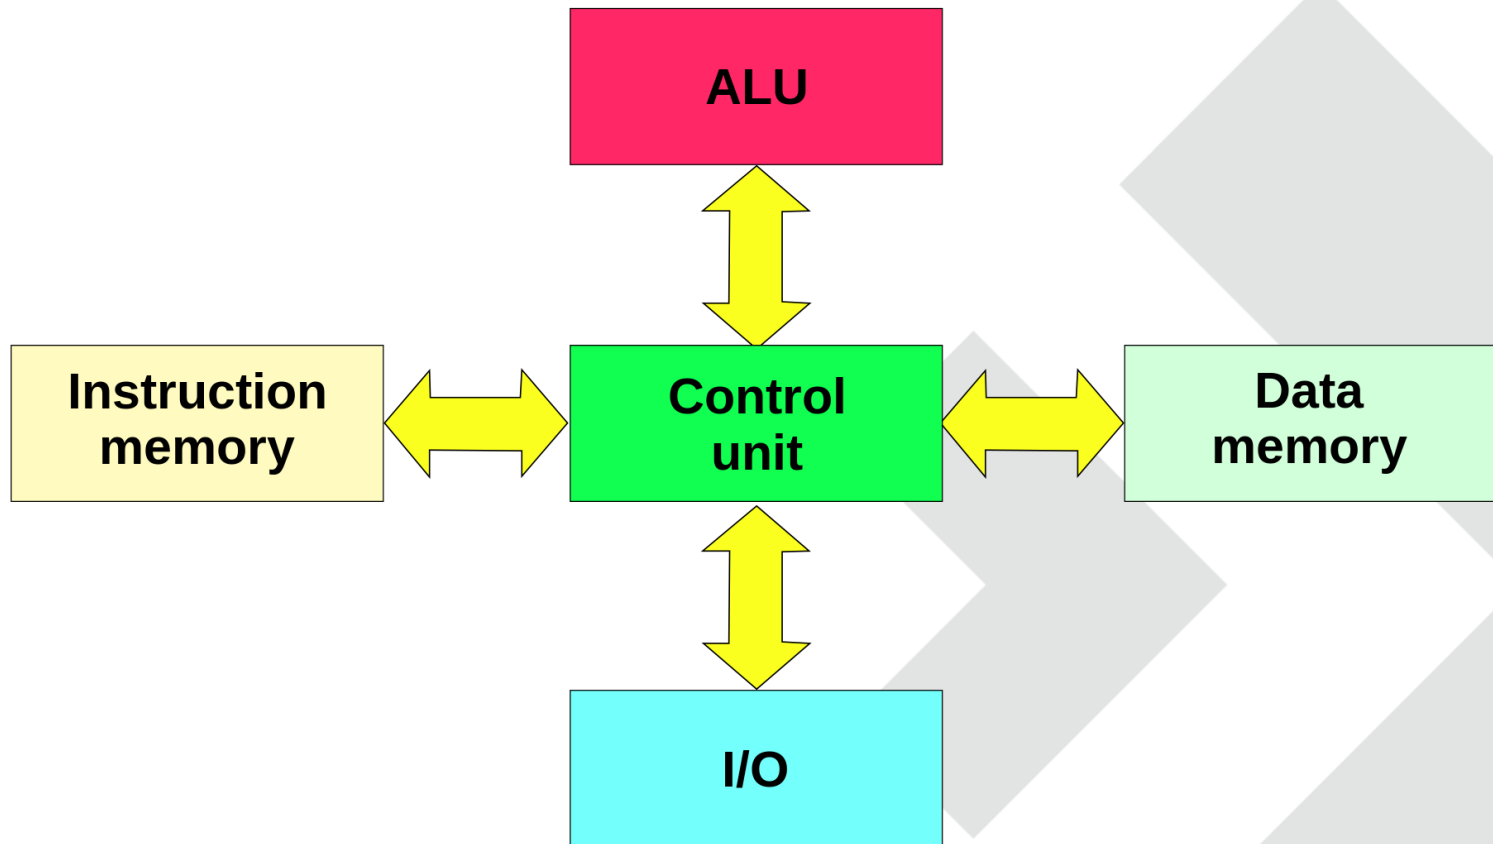 ALU
Instruction
memory
Control
unit
Data
memory
I/O